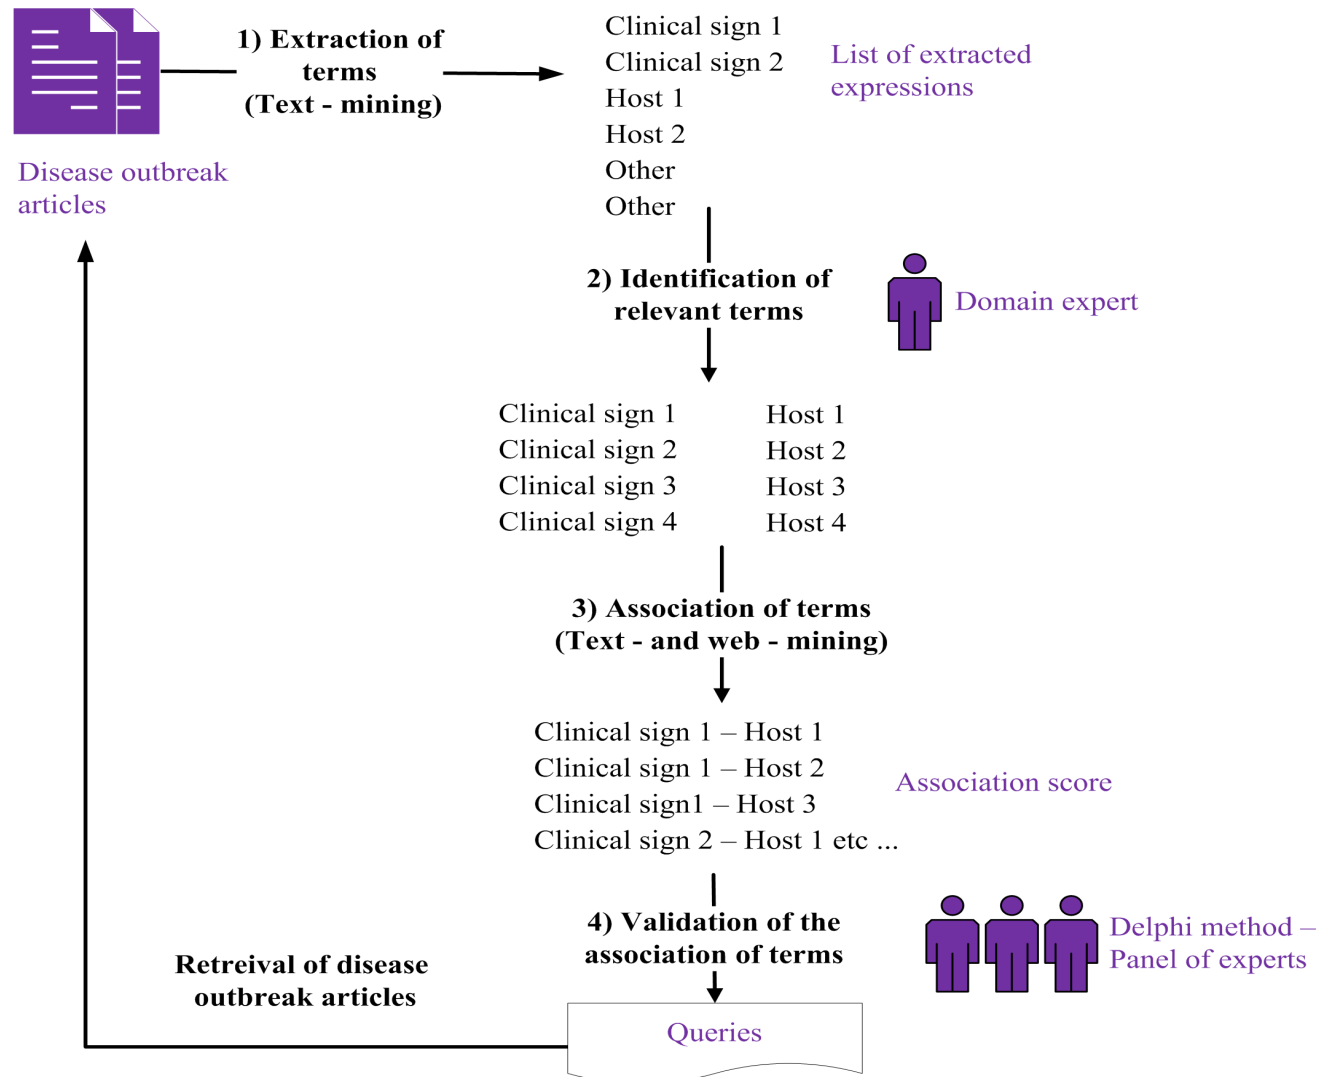 1) Extraction of
terms
(Text - mining)
Clinical sign 1
Clinical sign 2
Host 1
Host 2
Other
Other
List of extracted
expressions
Disease outbreak
articles
2) Identification of
relevant terms
Domain expert
Clinical sign 1
Clinical sign 2
Clinical sign 3
Clinical sign 4
Host 1
Host 2
Host 3
Host 4
3) Association of terms
(Text - and web - mining)
Clinical sign 1 – Host 1
Clinical sign 1 – Host 2
Clinical sign1 – Host 3
Clinical sign 2 – Host 1 etc ...
Association score
4) Validation of the
association of terms
Delphi method –
Panel of experts
Retreival of disease
outbreak articles
Queries